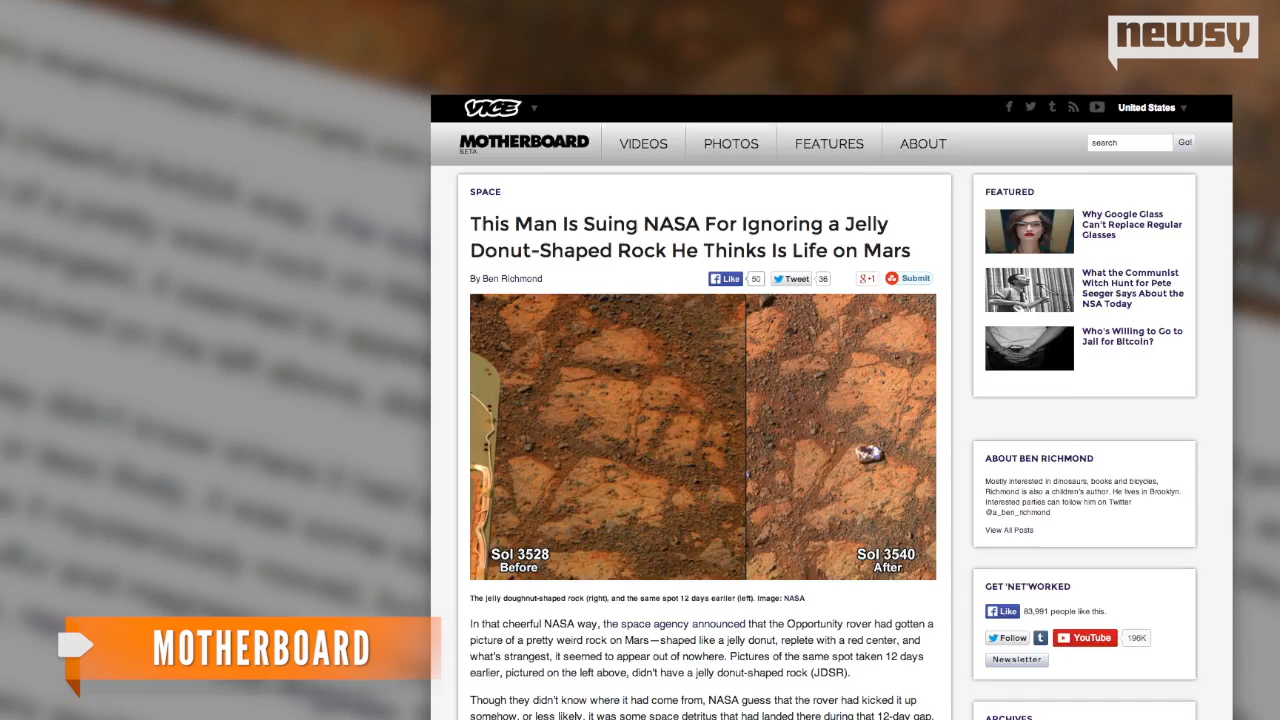 newsy
VICE
United States
MOTHERBOARD
BETA
VIDEOS
PHOTOS
FEATURES
ABOUT
search
Go!
SPACE
This Man Is Suing NASA For Ignoring a Jelly
Donut-Shaped Rock He Thinks Is Life on Mars
By Ben Richmond
Like
50
Tweet
36
g+1
Submit
Sol 3528
Before
Sol 3540
After
The jelly doughnut-shaped rock (right), and the same spot 12 days earlier (left). Image: NASA
In that cheerful NASA way, the space agency announced that the Opportunity rover had gotten a
picture of a pretty weird rock on Mars—shaped like a jelly donut, replete with a red center, and
what's strangest, it seemed to appear out of nowhere. Pictures of the same spot taken 12 days
earlier, pictured on the left above, didn't have a jelly donut-shaped rock (JDSR).
Though they didn't know where it had come from, NASA guess that the rover had kicked it up
somehow, or less likely, it was some space detritus that had landed there during that 12-day gap.
FEATURED
Why Google Glass
Can't Replace Regular
Glasses
What the Communist
Witch Hunt for Pete
Seeger Says About the
NSA Today
Who's Willing to Go to
Jail for Bitcoin?
ABOUT BEN RICHMOND
Mostly interested in dinosaurs, books and bicycles,
Richmond is also a children's author. He lives in Brooklyn.
Interested parties can follow him on Twitter
@a_ben_richmond
View All Posts
GET 'NET'WORKED
Like
83,991 people like this.
Follow
YouTube
196K
Newsletter
ARCHIVES
MOTHERBOARD